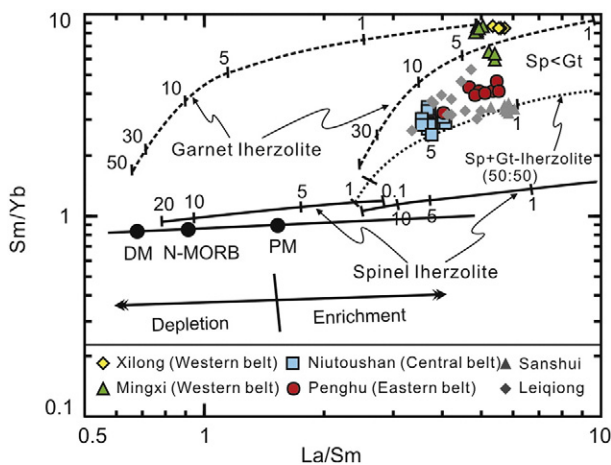 10
1
1
5
5
Sp<Gt
10
10
30
50
Garnet lherzolite
30
1
5
Sp+Gt-lherzolite
(50:50)
20
10
5
1
0.1
10
5
1
1
DM
N-MORB
PM
Spinel lherzolite
Depletion
Enrichment
Xilong (Western belt)
Niutoushan (Central belt)
Sanshui
Mingxi (Western belt)
Penghu (Eastern belt)
Leiqiong
0.1
0.5
1
10
La/Sm
Sm/Yb